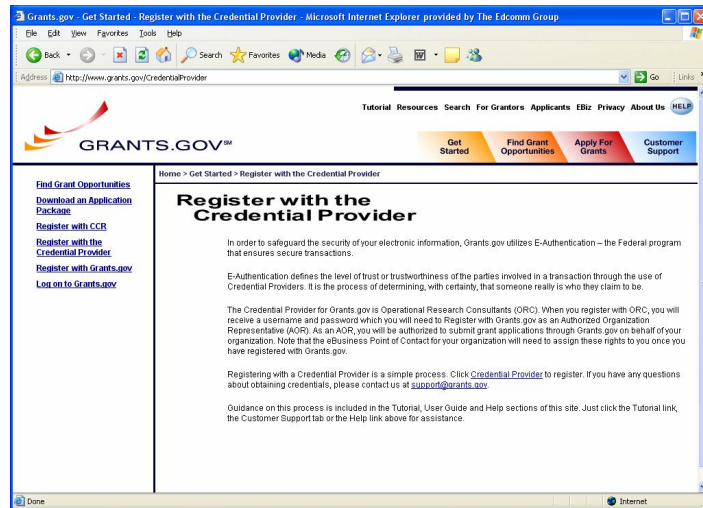 Grants.gov - Get Started - Register with the Credential Provider - Microsoft Internet Explorer provided by The Edcomm Group
File Edit View Favorites Tools Help
Back Search Favorites Media
Address http://www.grants.gov/CredentialProvider Go Links
Tutorial Resources Search For Grantors Applicants EBiz Privacy About Us HELP
GRANTS.GOV℠
Get Started
Find Grant Opportunities
Apply For Grants
Customer Support
Home > Get Started > Register with the Credential Provider
Find Grant Opportunities
Download an Application
Package
Register with CCR
Register with the
Credential Provider
Register with Grants.gov
Log on to Grants.gov
Register with the
Credential Provider
In order to safeguard the security of your electronic information, Grants.gov utilizes E-Authentication – the Federal program
that ensures secure transactions.
E-Authentication defines the level of trust or trustworthiness of the parties involved in a transaction through the use of
Credential Providers. It is the process of determining, with certainty, that someone really is who they claim to be.
The Credential Provider for Grants.gov is Operational Research Consultants (ORC). When you register with ORC, you will
receive a username and password which you will need to Register with Grants.gov as an Authorized Organization
Representative (AOR). As an AOR, you will be authorized to submit grant applications through Grants.gov on behalf of your
organization. Note that the eBusiness Point of Contact for your organization will need to assign these rights to you once you
have registered with Grants.gov.
Registering with a Credential Provider is a simple process. Click Credential Provider to register. If you have any questions
about obtaining credentials, please contact us at support@grants.gov.
Guidance on this process is included in the Tutorial, User Guide and Help sections of this site. Just click the Tutorial link,
the Customer Support tab or the Help link above for assistance.
Done Internet